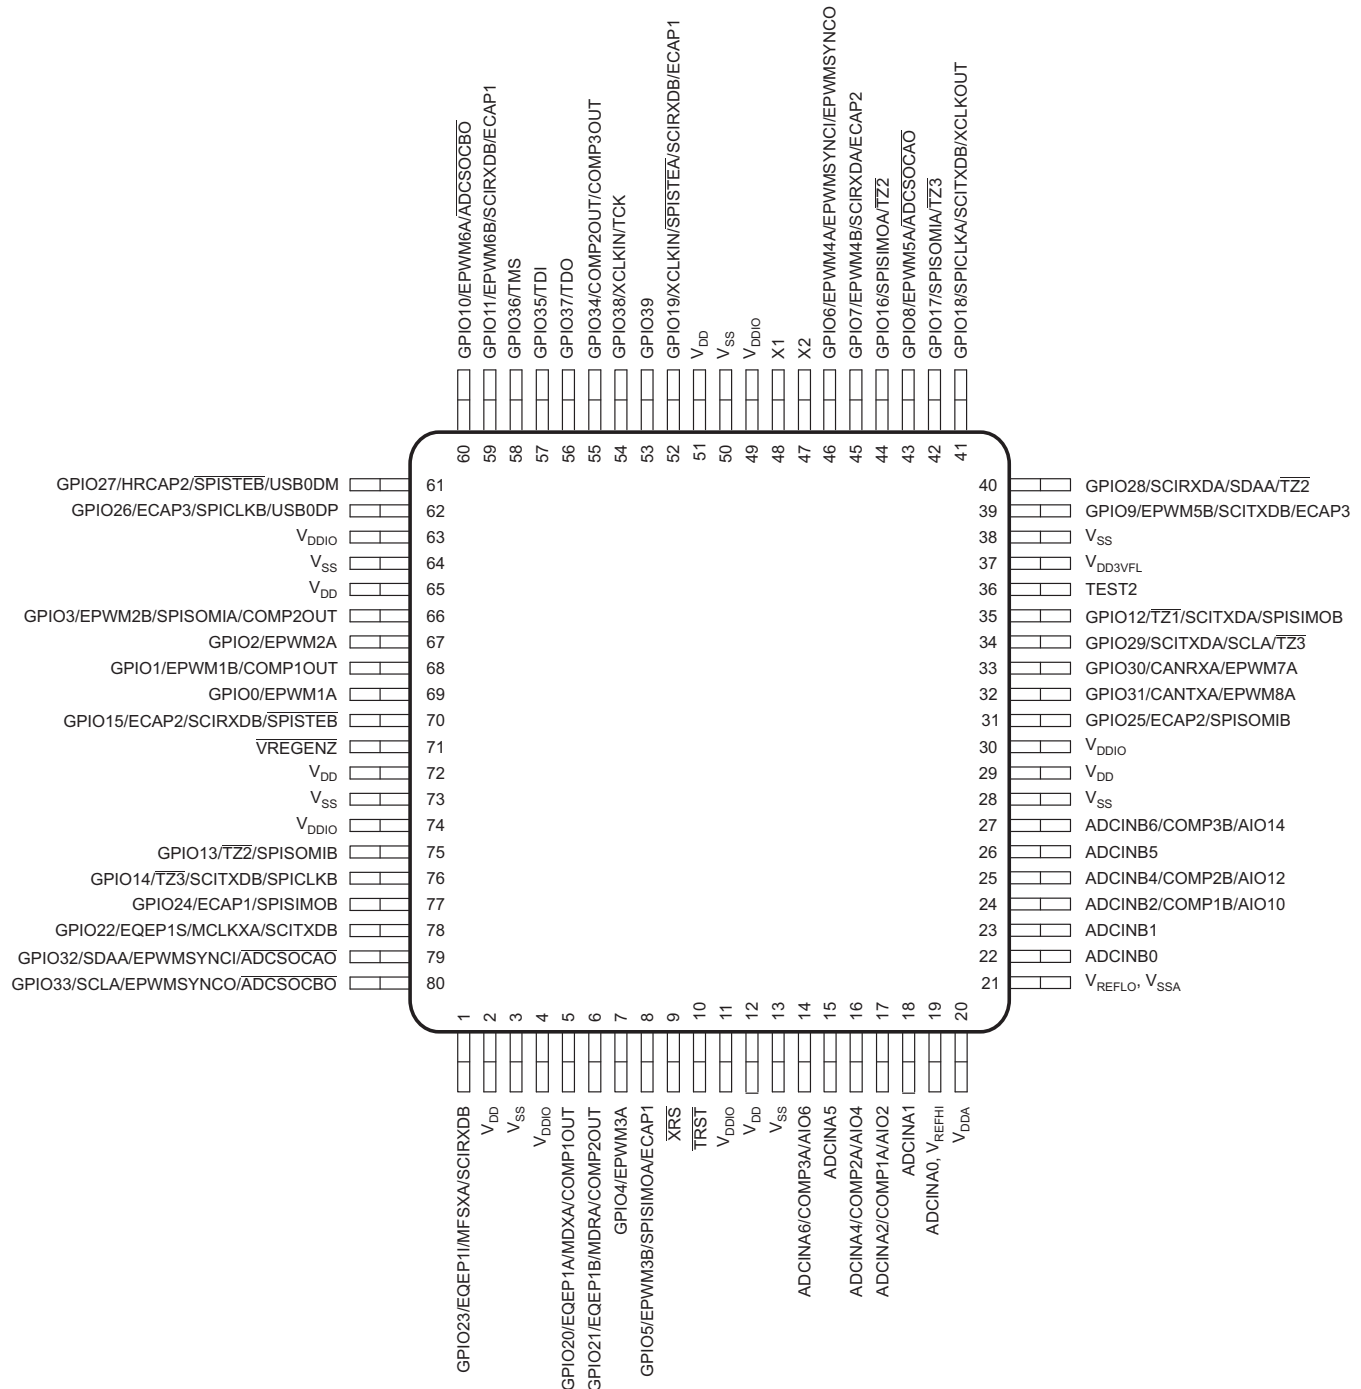 GPIO10/EPWM6A/ADCSOCBO
GPIO11/EPWM6B/SCIRXDB/ECAP1
GPIO36/TMS
GPIO35/TDI
GPIO37/TDO
GPIO34/COMP2OUT/COMP3OUT
GPIO38/XCLKIN/TCK
GPIO39
GPIO19/XCLKIN/SPISTEA/SCIRXDB/ECAP1
VDD
VSS
VDDIO
X1
X2
GPIO6/EPWM4A/EPWMSYNCI/EPWMSYNCO
GPIO7/EPWM4B/SCIRXDA/ECAP2
GPIO16/SPISIMOA/TZ2
GPIO8/EPWM5A/ADCSOCAO
GPIO17/SPISOMIA/TZ3
GPIO18/SPICLKA/SCITXDB/XCLKOUT
60
59
58
57
56
55
54
53
52
51
50
49
48
47
46
45
44
43
42
41
GPIO27/HRCAP2/SPISTEB/USB0DM 61
GPIO26/ECAP3/SPICLKB/USB0DP 62
VDDIO 63
VSS 64
VDD 65
GPIO3/EPWM2B/SPISOMIA/COMP2OUT 66
GPIO2/EPWM2A 67
GPIO1/EPWM1B/COMP1OUT 68
GPIO0/EPWM1A 69
GPIO15/ECAP2/SCIRXDB/SPISTEB 70
VREGENZ 71
VDD 72
VSS 73
VDDIO 74
GPIO13/TZ2/SPISOMIB 75
GPIO14/TZ3/SCITXDB/SPICLKB 76
GPIO24/ECAP1/SPISIMOB 77
GPIO22/EQEP1S/MCLKXA/SCITXDB 78
GPIO32/SDAA/EPWMSYNCI/ADCSOCAO 79
GPIO33/SCLA/EPWMSYNCO/ADCSOCBO 80
40 GPIO28/SCIRXDA/SDAA/TZ2
39 GPIO9/EPWM5B/SCITXDB/ECAP3
38 VSS
37 VDD3VFL
36 TEST2
35 GPIO12/TZ1/SCITXDA/SPISIMOB
34 GPIO29/SCITXDA/SCLA/TZ3
33 GPIO30/CANRXA/EPWM7A
32 GPIO31/CANTXA/EPWM8A
31 GPIO25/ECAP2/SPISOMIB
30 VDDIO
29 VDD
28 VSS
27 ADCINB6/COMP3B/AIO14
26 ADCINB5
25 ADCINB4/COMP2B/AIO12
24 ADCINB2/COMP1B/AIO10
23 ADCINB1
22 ADCINB0
21 VREFLO, VSSA
1
2
3
4
5
6
7
8
9
10
11
12
13
14
15
16
17
18
19
20
GPIO23/EQEP1I/MFSXA/SCIRXDB
VDD
VSS
VDDIO
GPIO20/EQEP1A/MDXA/COMP1OUT
GPIO21/EQEP1B/MDRA/COMP2OUT
GPIO4/EPWM3A
GPIO5/EPWM3B/SPISIMOA/ECAP1
XRS
TRST
VDDIO
VDD
VSS
ADCINA6/COMP3A/AIO6
ADCINA5
ADCINA4/COMP2A/AIO4
ADCINA2/COMP1A/AIO2
ADCINA1
ADCINA0, VREFHI
VDDA